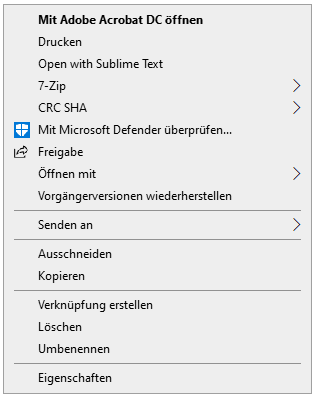 Mit Adobe Acrobat DC öffnen
Drucken
Open with Sublime Text
7-Zip
CRC SHA
Mit Microsoft Defender überprüfen...
Freigabe
Öffnen mit
Vorgängerversionen wiederherstellen
Senden an
Ausschneiden
Kopieren
Verknüpfung erstellen
Löschen
Umbenennen
Eigenschaften